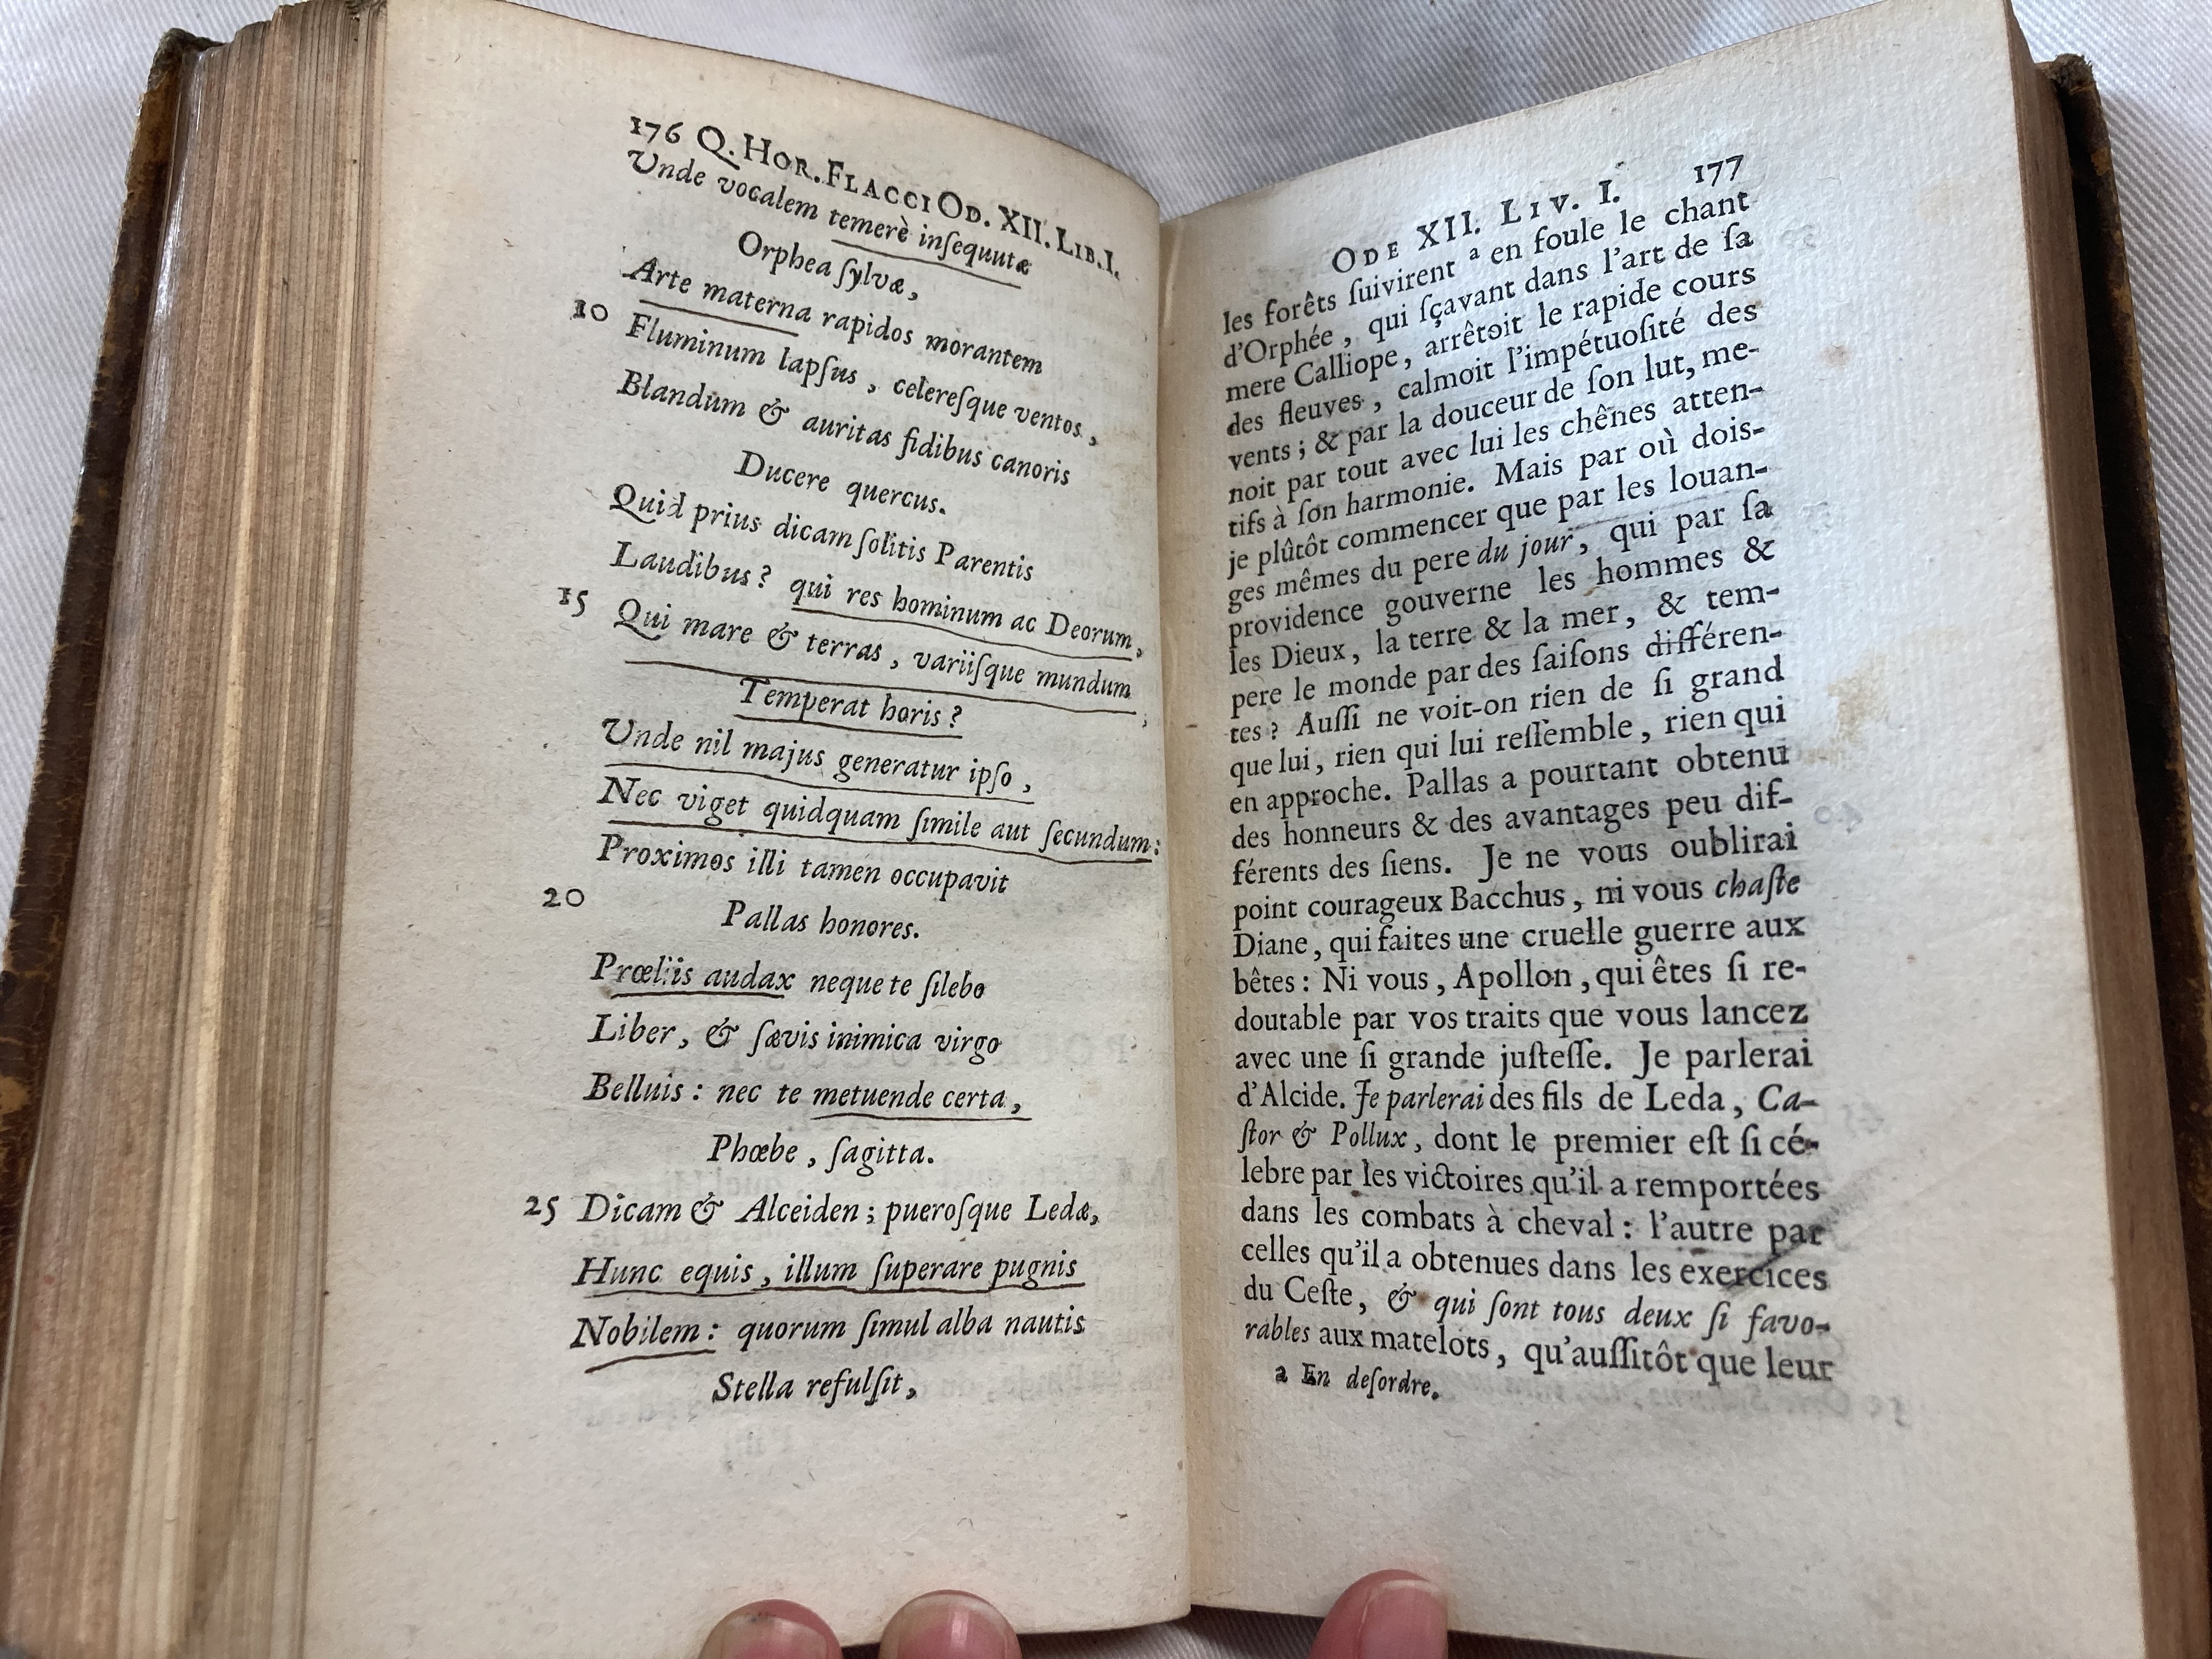 176 Q. HOR. FLACCI OD. XII. LIB. I.
Unde vocalem temerè inſequutæ
Orphea ſylvæ,
Arte materna rapidos morantem
10 Fluminum lapſus, celereſque ventos,
Blandum & auritas fidibus canoris
Ducere quercus.
Quid prius dicam ſolitis Parentis
Laudibus? qui res hominum ac Deorum,
15 Qui mare & terras, variiſque mundum
Temperat horis?
Unde nil majus generatur ipſo,
Nec viget quidquam ſimile aut ſecundum:
Proximos illi tamen occupavit
20 Pallas honores.
Prœliis audax neque te ſilebo
Liber, & ſævis inimica virgo
Belluis: nec te metuende certa,
Phœbe, ſagitta.
25 Dicam & Alceiden; pueroſque Ledæ,
Hunc equis, illum ſuperare pugnis
Nobilem: quorum ſimul alba nautis
Stella refulſit,
ODE XII. LIV. I. 177
les forêts ſuivirent a en foule le chant
d'Orphée, qui ſçavant dans l'art de ſa
mere Calliope, arrêtoit le rapide cours
des fleuves, calmoit l'impétuoſité des
vents; & par la douceur de ſon lut, me-
noit par tout avec lui les chênes atten-
tifs à ſon harmonie. Mais par où dois-
je plûtôt commencer que par les louan-
ges mêmes du pere du jour, qui par ſa
providence gouverne les hommes &
les Dieux, la terre & la mer, & tem-
pere le monde par des ſaiſons différen-
tes? Auſſi ne voit-on rien de ſi grand
que lui, rien qui lui reſſemble, rien qui
en approche. Pallas a pourtant obtenu
des honneurs & des avantages peu dif-
férents des ſiens. Je ne vous oublirai
point courageux Bacchus, ni vous chaſte
Diane, qui faites une cruelle guerre aux
bêtes: Ni vous, Apollon, qui êtes ſi re-
doutable par vos traits que vous lancez
avec une ſi grande juſteſſe. Je parlerai
d'Alcide. Je parlerai des fils de Leda, Ca-
ſtor & Pollux, dont le premier eſt ſi cé-
lebre par les victoires qu'il a remportées
dans les combats à cheval: l'autre par
celles qu'il a obtenues dans les exercices
du Ceſte, & qui ſont tous deux ſi favo-
rables aux matelots, qu'auſſitôt que leur
a En deſordre.